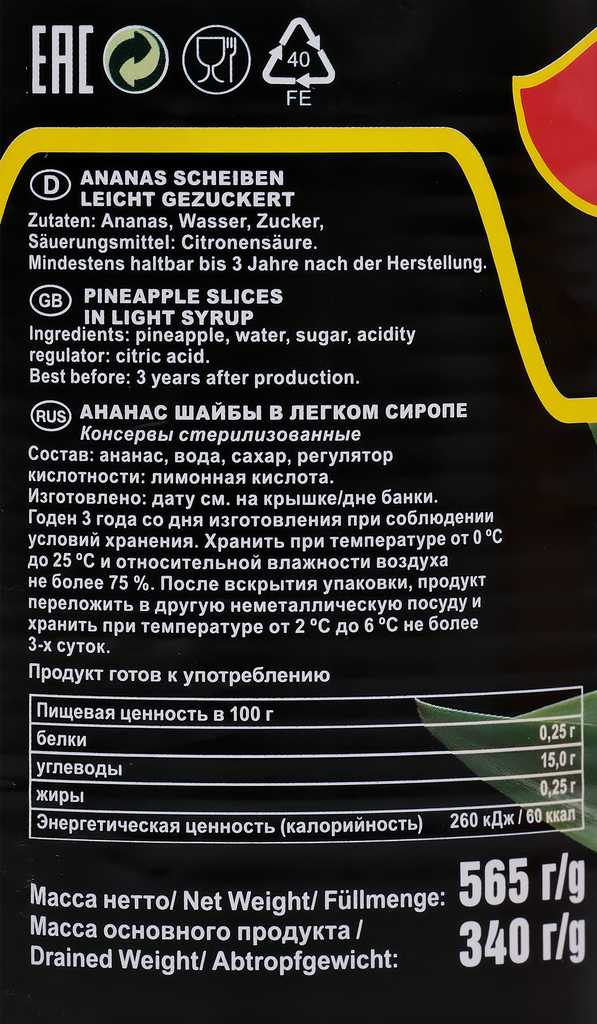 EAC
40
FE
D ANANAS SCHEIBEN
LEICHT GEZUCKERT
Zutaten: Ananas, Wasser, Zucker,
Säuerungsmittel: Citronensäure.
Mindestens haltbar bis 3 Jahre nach der Herstellung.
GB PINEAPPLE SLICES
IN LIGHT SYRUP
Ingredients: pineapple, water, sugar, acidity
regulator: citric acid.
Best before: 3 years after production.
RUS АНАНАС ШАЙБЫ В ЛЕГКОМ СИРОПЕ
Консервы стерилизованные
Состав: ананас, вода, сахар, регулятор
кислотности: лимонная кислота.
Изготовлено: дату см. на крышке/дне банки.
Годен 3 года со дня изготовления при соблюдении
условий хранения. Хранить при температуре от 0 ºС
до 25 ºС и относительной влажности воздуха
не более 75 %. После вскрытия упаковки, продукт
переложить в другую неметаллическую посуду и
хранить при температуре от 2 ºС до 6 ºС не более
3-х суток.
Продукт готов к употреблению
Пищевая ценность в 100 г
белки 0,25 г
углеводы 15,0 г
жиры 0,25 г
Энергетическая ценность (калорийность) 260 кДж / 60 ккал
Масса нетто/ Net Weight/ Füllmenge: 565 г/g
Масса основного продукта /
Drained Weight/ Abtropfgewicht: 340 г/g